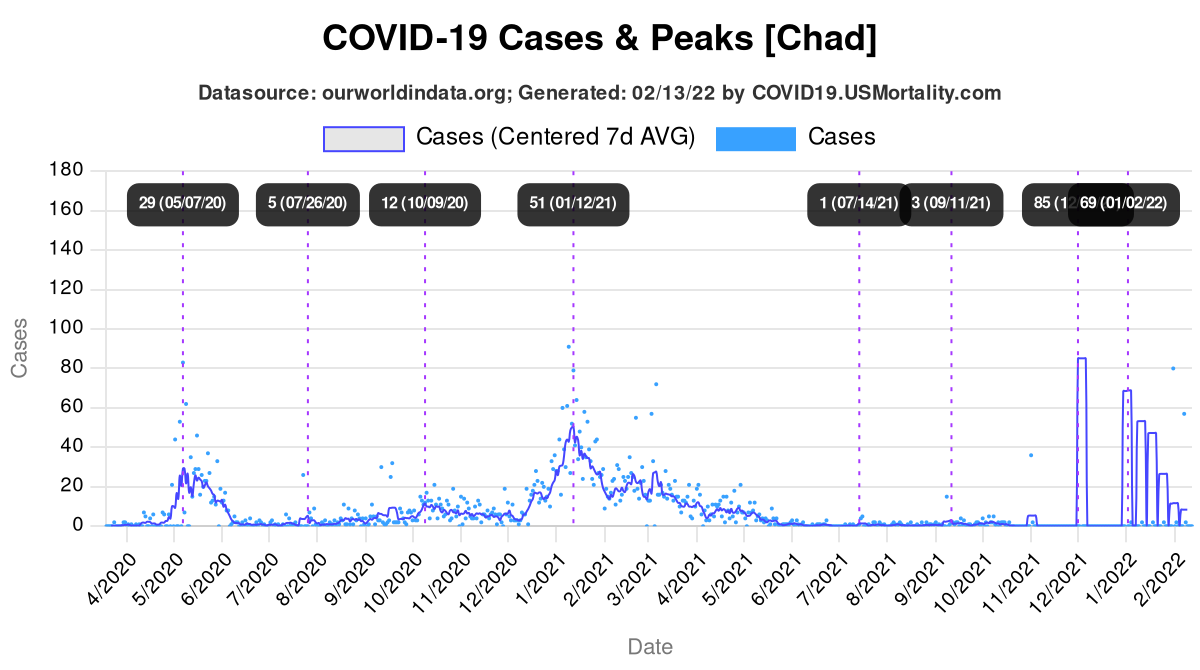 COVID-19 Cases & Peaks [Chad]
Datasource: ourworldindata.org; Generated: 02/13/22 by COVID19.USMortality.com
Cases (Centered 7d AVG) Cases
180
29 (05/07/20) 5 (07/26/20) 12 (10/09/20) 51 (01/12/21) 1 (07/14/21) 3 (09/11/21) 85 (12 69 (01/02/22)
160
140
120
100
80
60
40
20
0
Cases
4/2020 5/2020 6/2020 7/2020 8/2020 9/2020 10/2020 11/2020 12/2020 1/2021 2/2021 3/2021 4/2021 5/2021 6/2021 7/2021 8/2021 9/2021 10/2021 11/2021 12/2021 1/2022 2/2022
Date